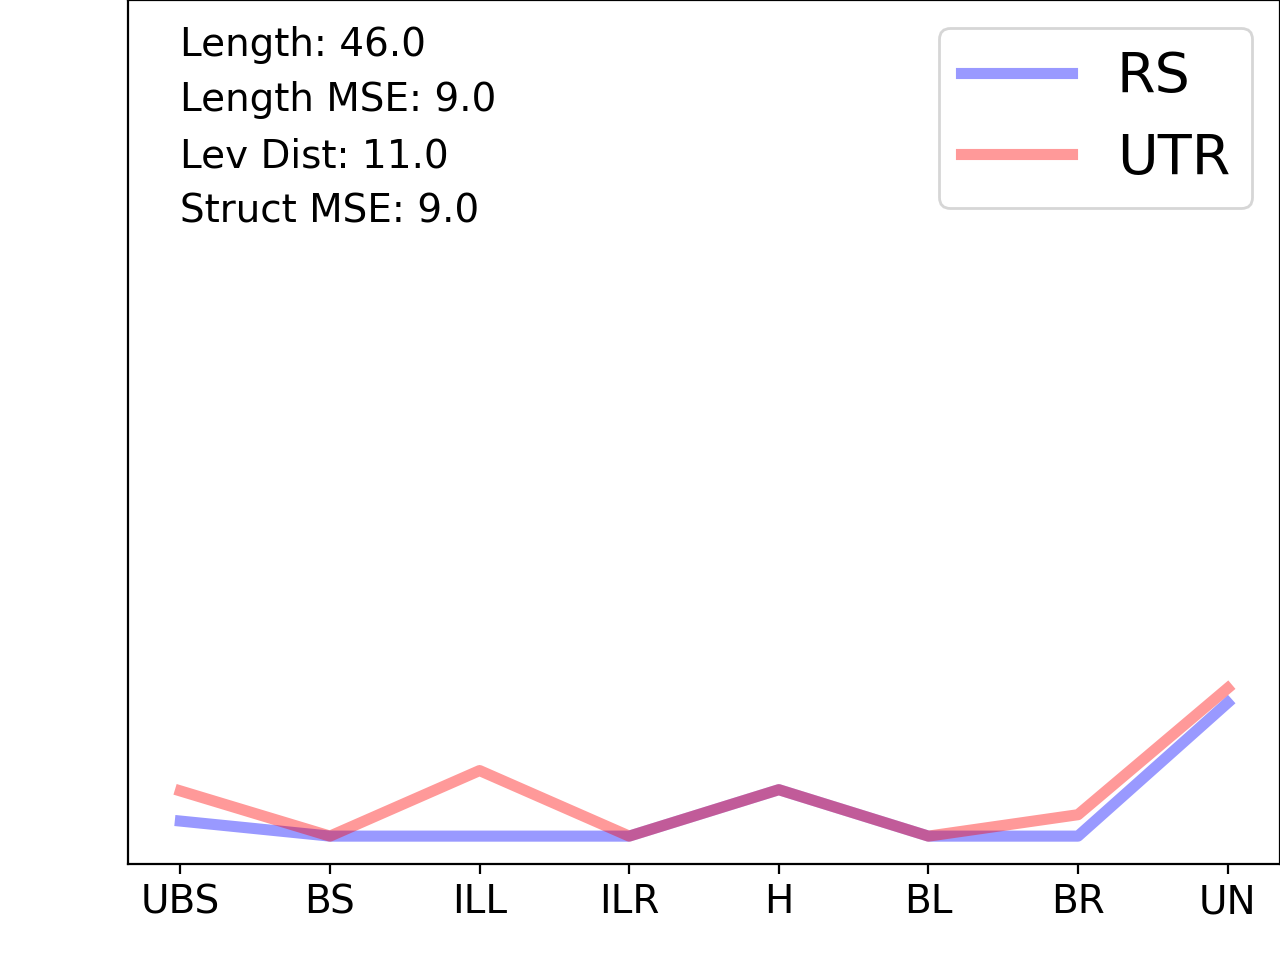 Length: 46.0
Length MSE: 9.0
Lev Dist: 11.0
Struct MSE: 9.0
RS
UTR
UBS BS ILL ILR H BL BR UN